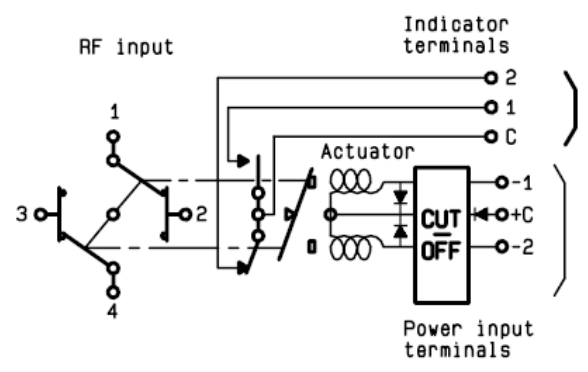 Indicator
terminals
RF input
2
1
C
1
Actuator
3
2
-1
+C
-2
CUT
OFF
4
Power input
terminals